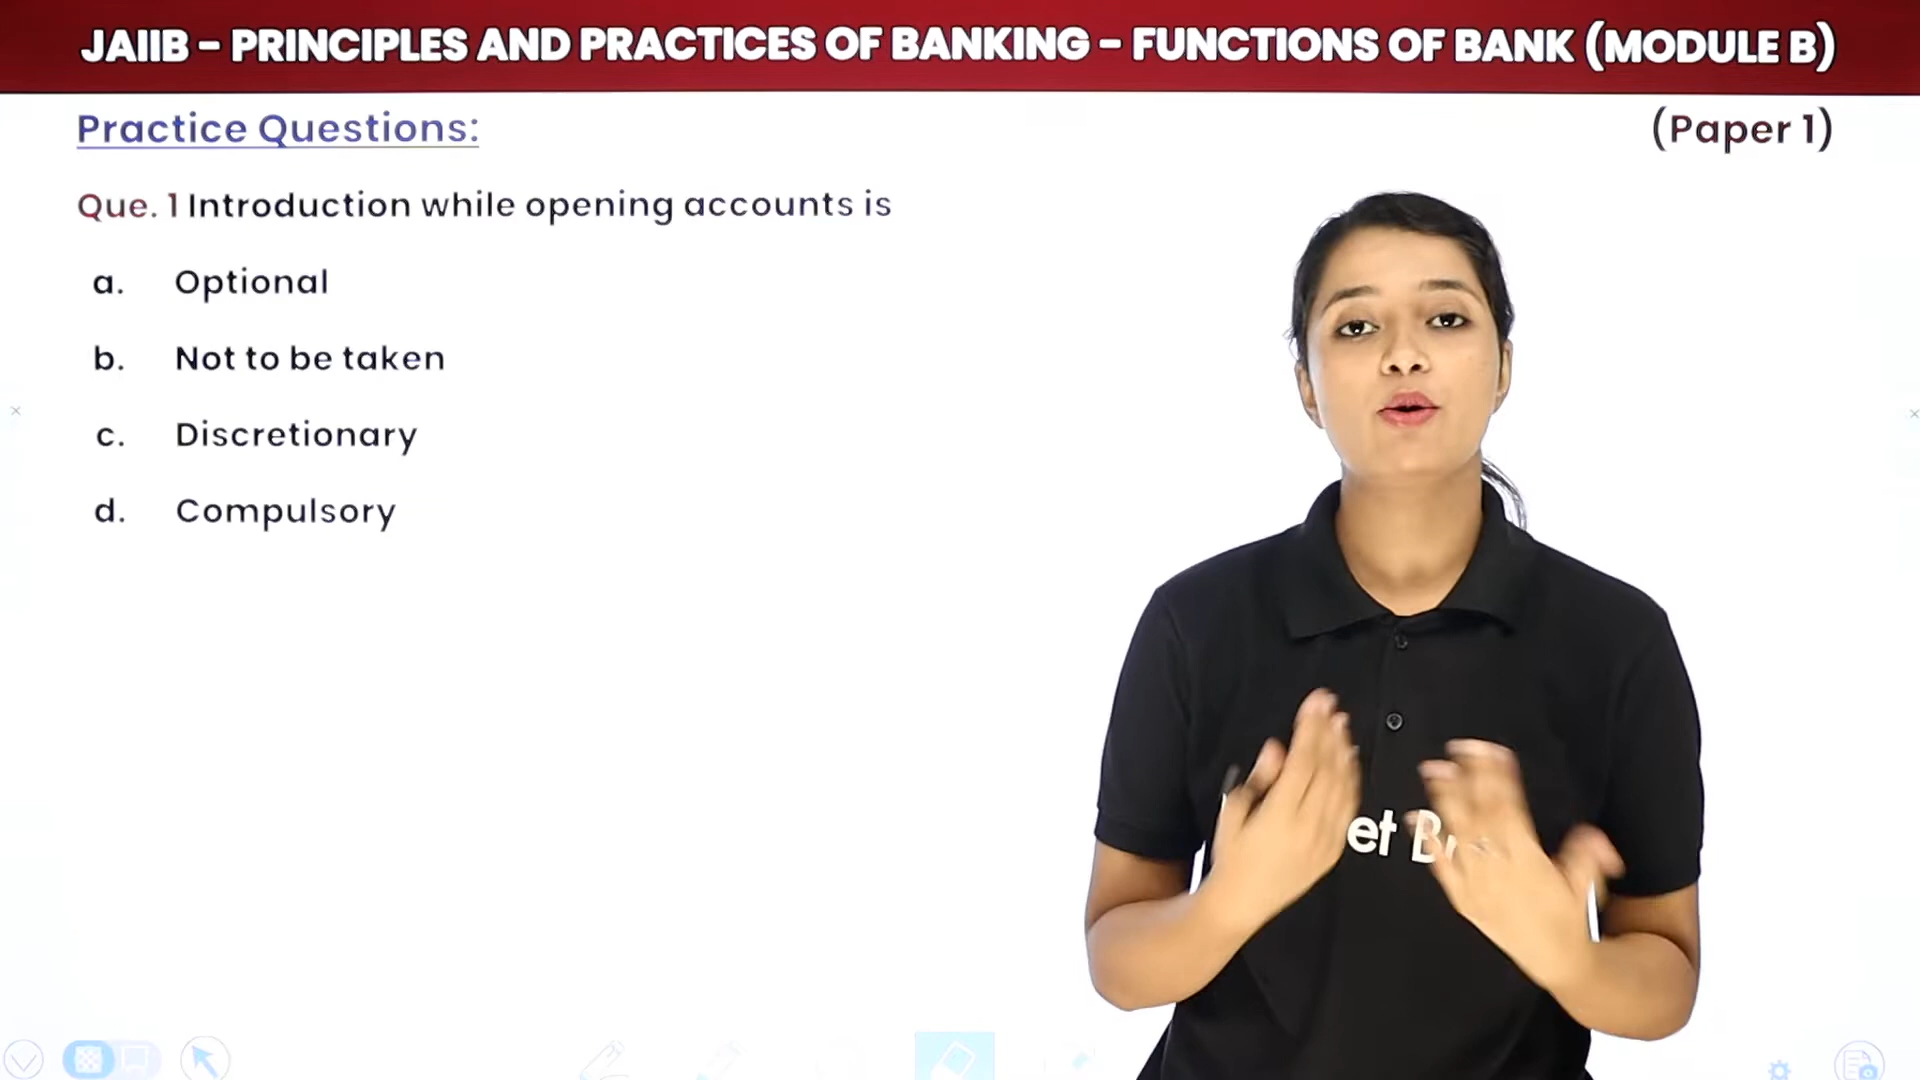 JAIIB – PRINCIPLES AND PRACTICES OF BANKING – FUNCTIONS OF BANK (MODULE B)
Practice Questions:
(Paper 1)
Que. 1 Introduction while opening accounts is
a. Optional
b. Not to be taken
c. Discretionary
d. Compulsory
et